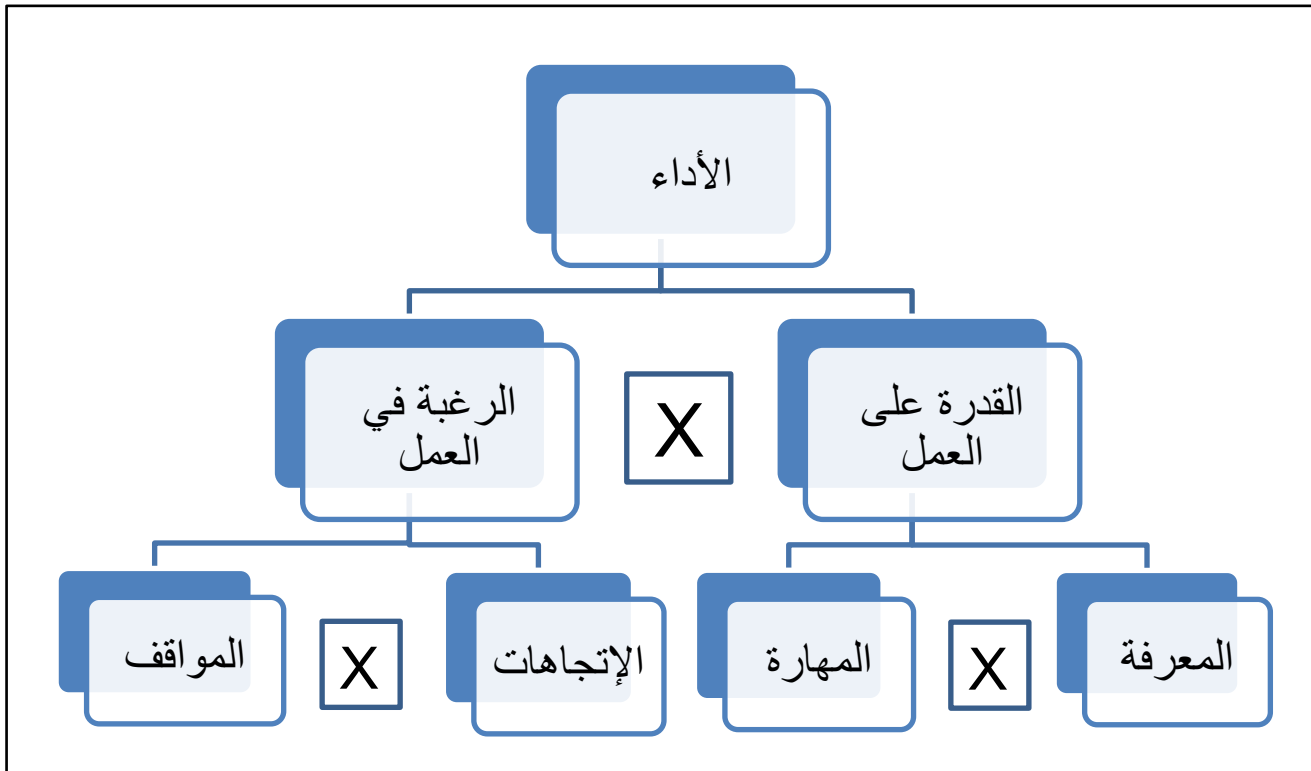 الأداء
القدرة على
العمل
X
الرغبة في
العمل
المعرفة
X
المهارة
الإتجاهات
X
المواقف